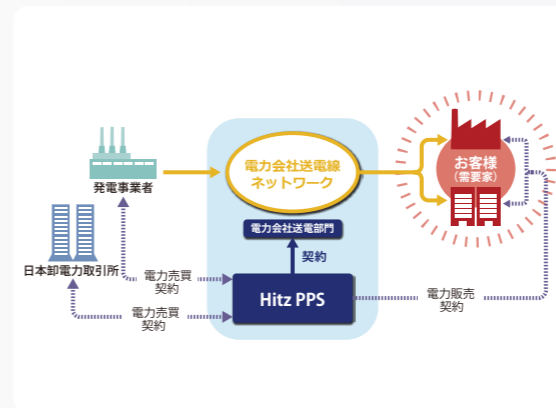 発電事業者
日本卸電力取引所
電力会社送電線
ネットワーク
電力会社送電部門
契約
Hitz PPS
お客様
（需要家）
電力売買
契約
電力売買
契約
電力販売
契約